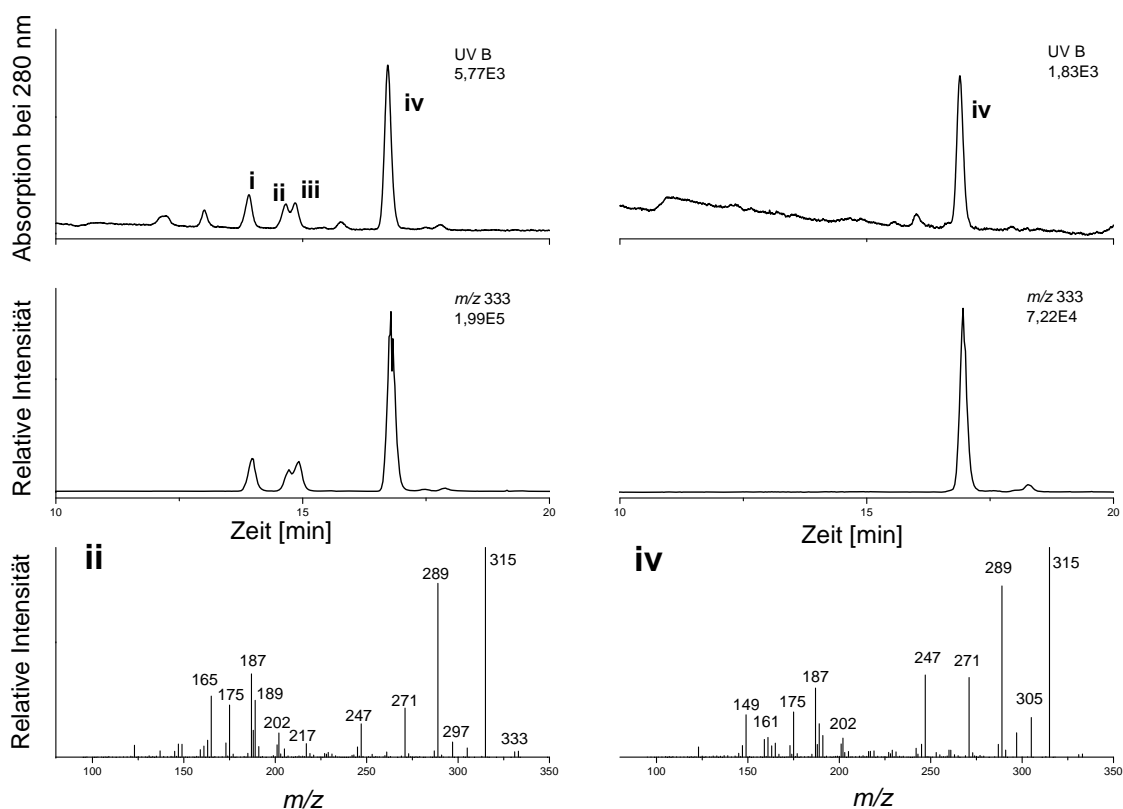 Absorption bei 280 nm
UV B
5,77E3
i
ii
iii
iv
UV B
1,83E3
iv
Relative Intensität
m/z 333
1,99E5
10
15
20
Zeit [min]
m/z 333
7,22E4
10
15
20
Zeit [min]
Relative Intensität
ii
315
289
187
165
175
189
202
217
247
271
297
333
100
150
200
250
300
350
m/z
iv
315
289
247
271
305
187
149
175
161
202
100
150
200
250
300
350
m/z